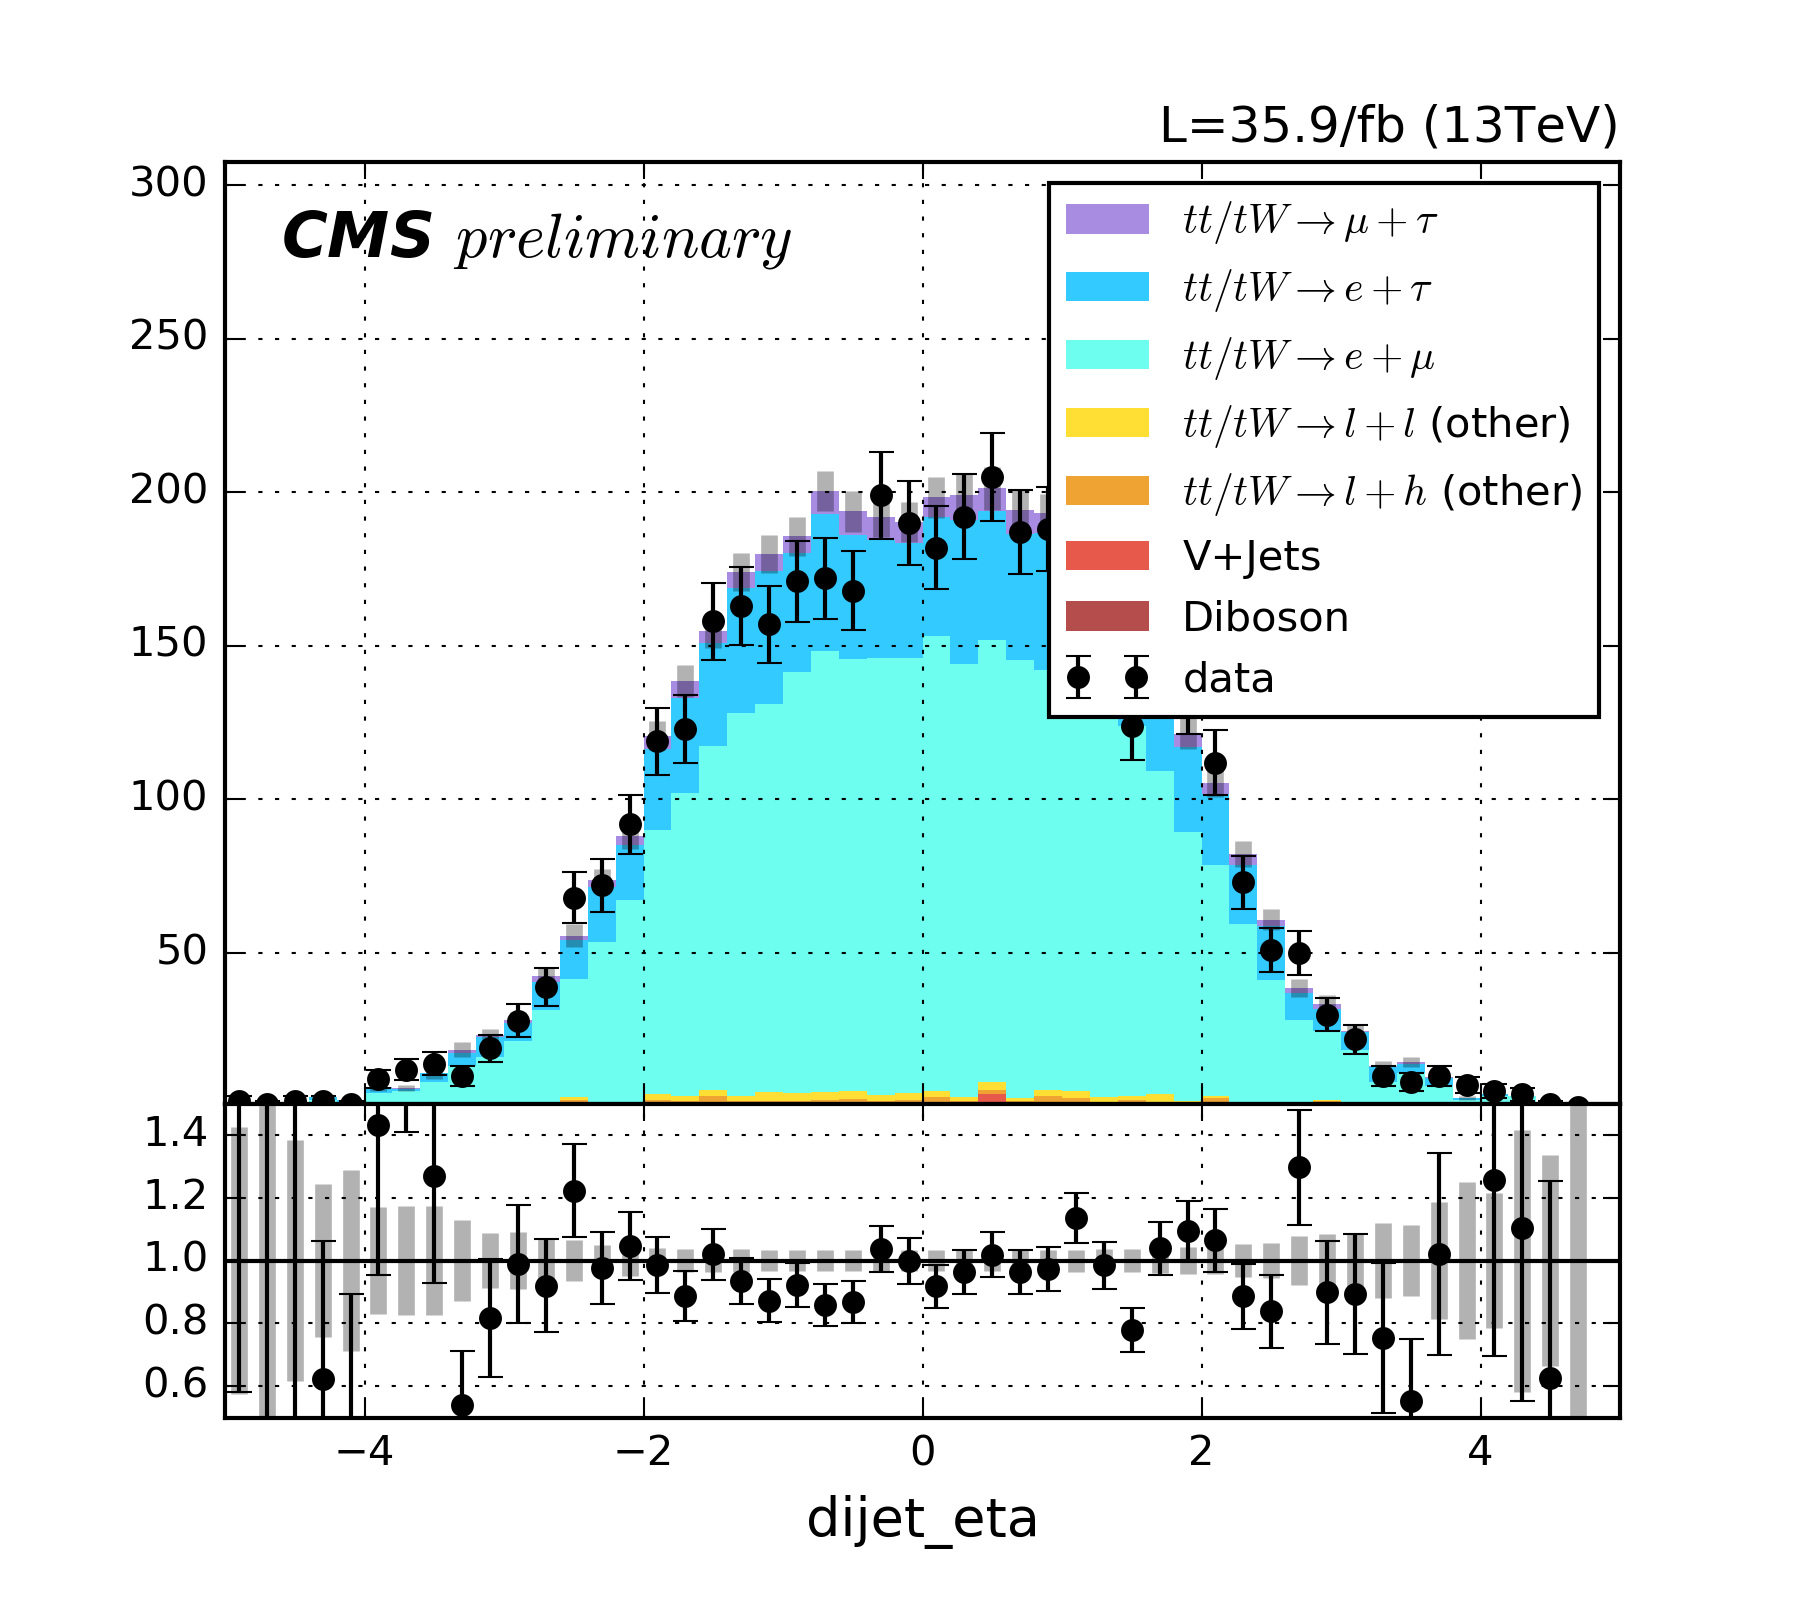 L=35.9/fb (13TeV)
CMS preliminary
300
250
200
150
100
50
tt/tW→μ+τ
tt/tW→e+τ
tt/tW→e+μ
tt/tW→l+l (other)
tt/tW→l+h (other)
V+Jets
Diboson
data
1.4
1.2
1.0
0.8
0.6
−4 −2 0 2 4
dijet_eta